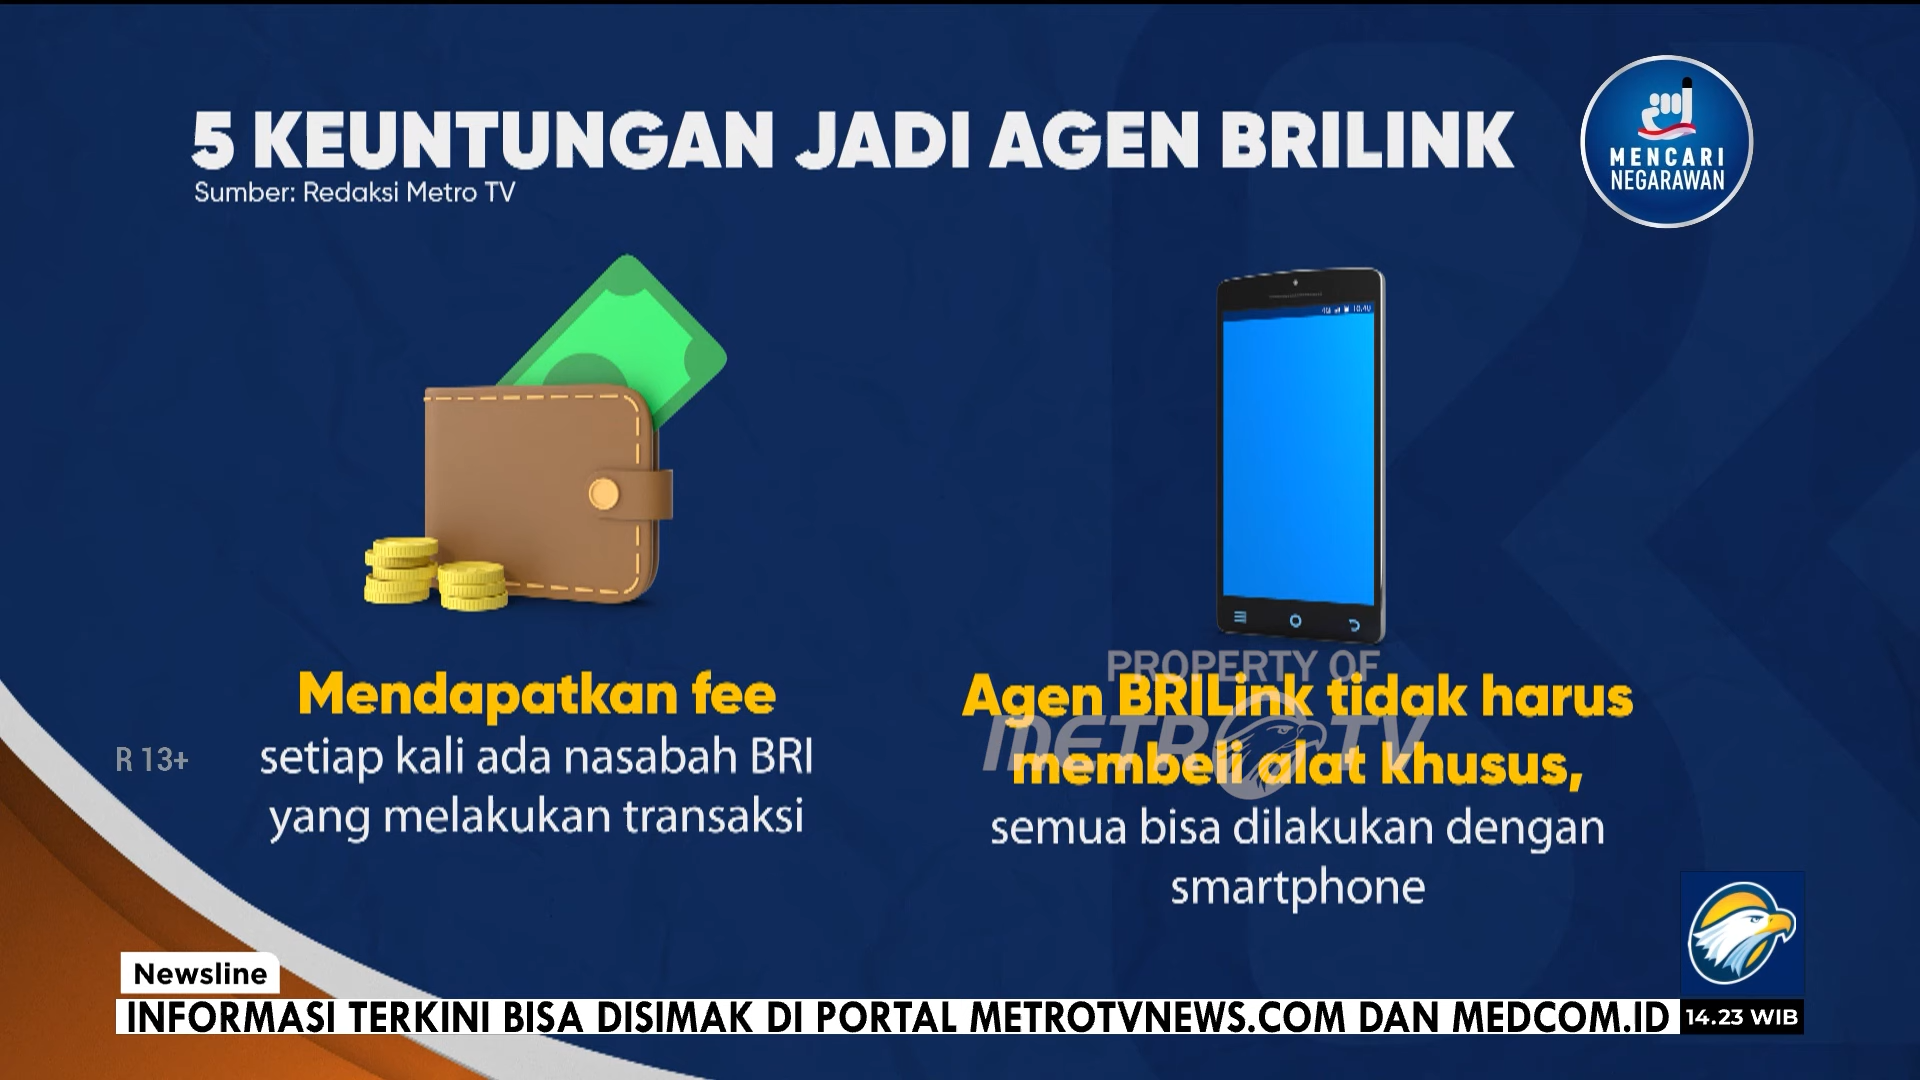 5 KEUNTUNGAN JADI AGEN BRILINK
Sumber: Redaksi Metro TV
MENCARI
NEGARAWAN
10.40
Mendapatkan fee
setiap kali ada nasabah BRI
yang melakukan transaksi
PROPERTY OF
METRO TV
Agen BRILink tidak harus
membeli alat khusus,
semua bisa dilakukan dengan
smartphone
R 13+
Newsline
INFORMASI TERKINI BISA DISIMAK DI PORTAL METROTVNEWS.COM DAN MEDCOM.ID
14.23 WIB